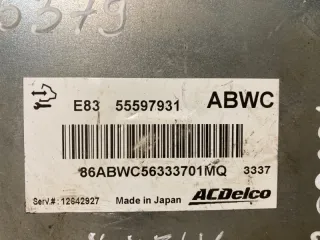 E83 55597931 ABWC
86ABWC56333701MQ 3337
Serv.#: 12642927 Made in Japan ACDelco